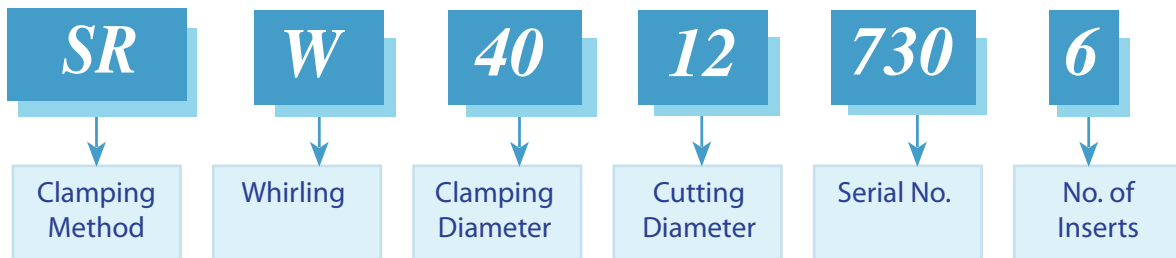 SR W 40 12 730 6
Clamping Method
Whirling
Clamping Diameter
Cutting Diameter
Serial No.
No. of Inserts